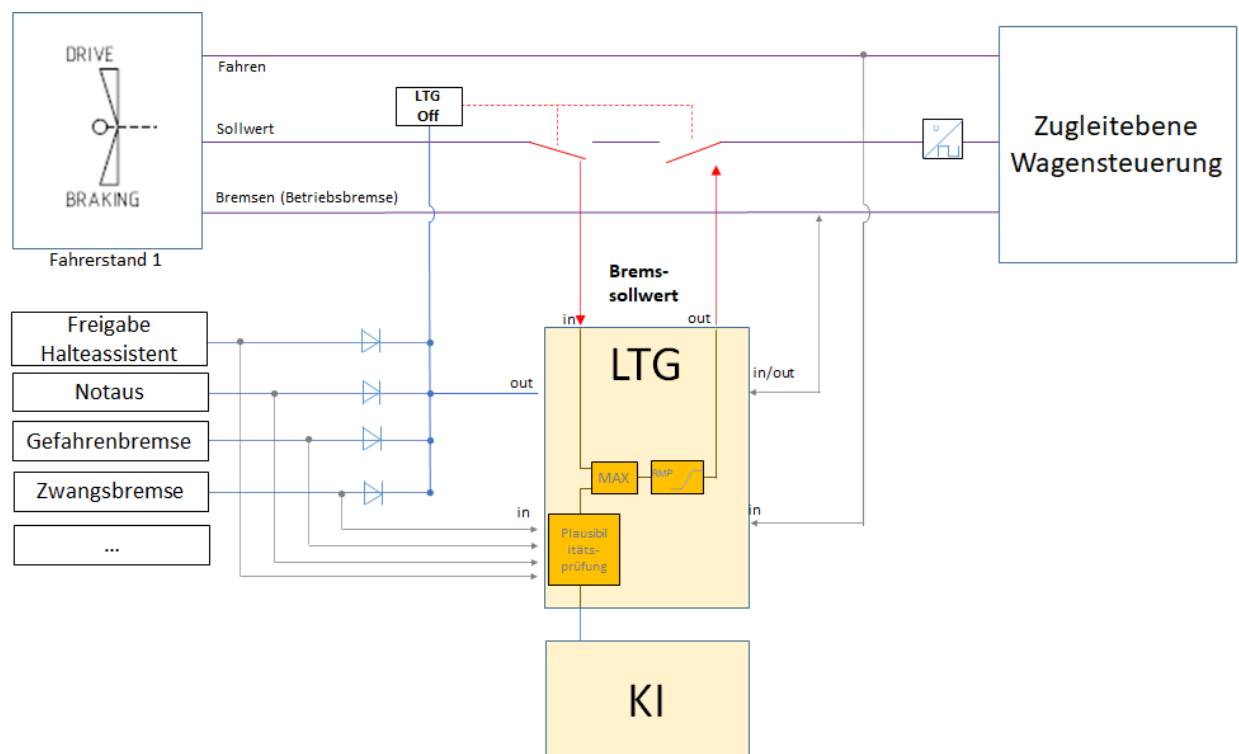 DRIVE
BRAKING
Fahrerstand 1
Fahren
Sollwert
Bremsen (Betriebsbremse)
LTG
Off
U
Zugleitebene
Wagensteuerung
Freigabe
Halteassistent
Notaus
Gefahrenbremse
Zwangsbremse
...
Brems-
sollwert
in
out
LTG
out
in/out
in
in
MAX
RMP
Plausibil
itäts-
prüfung
KI